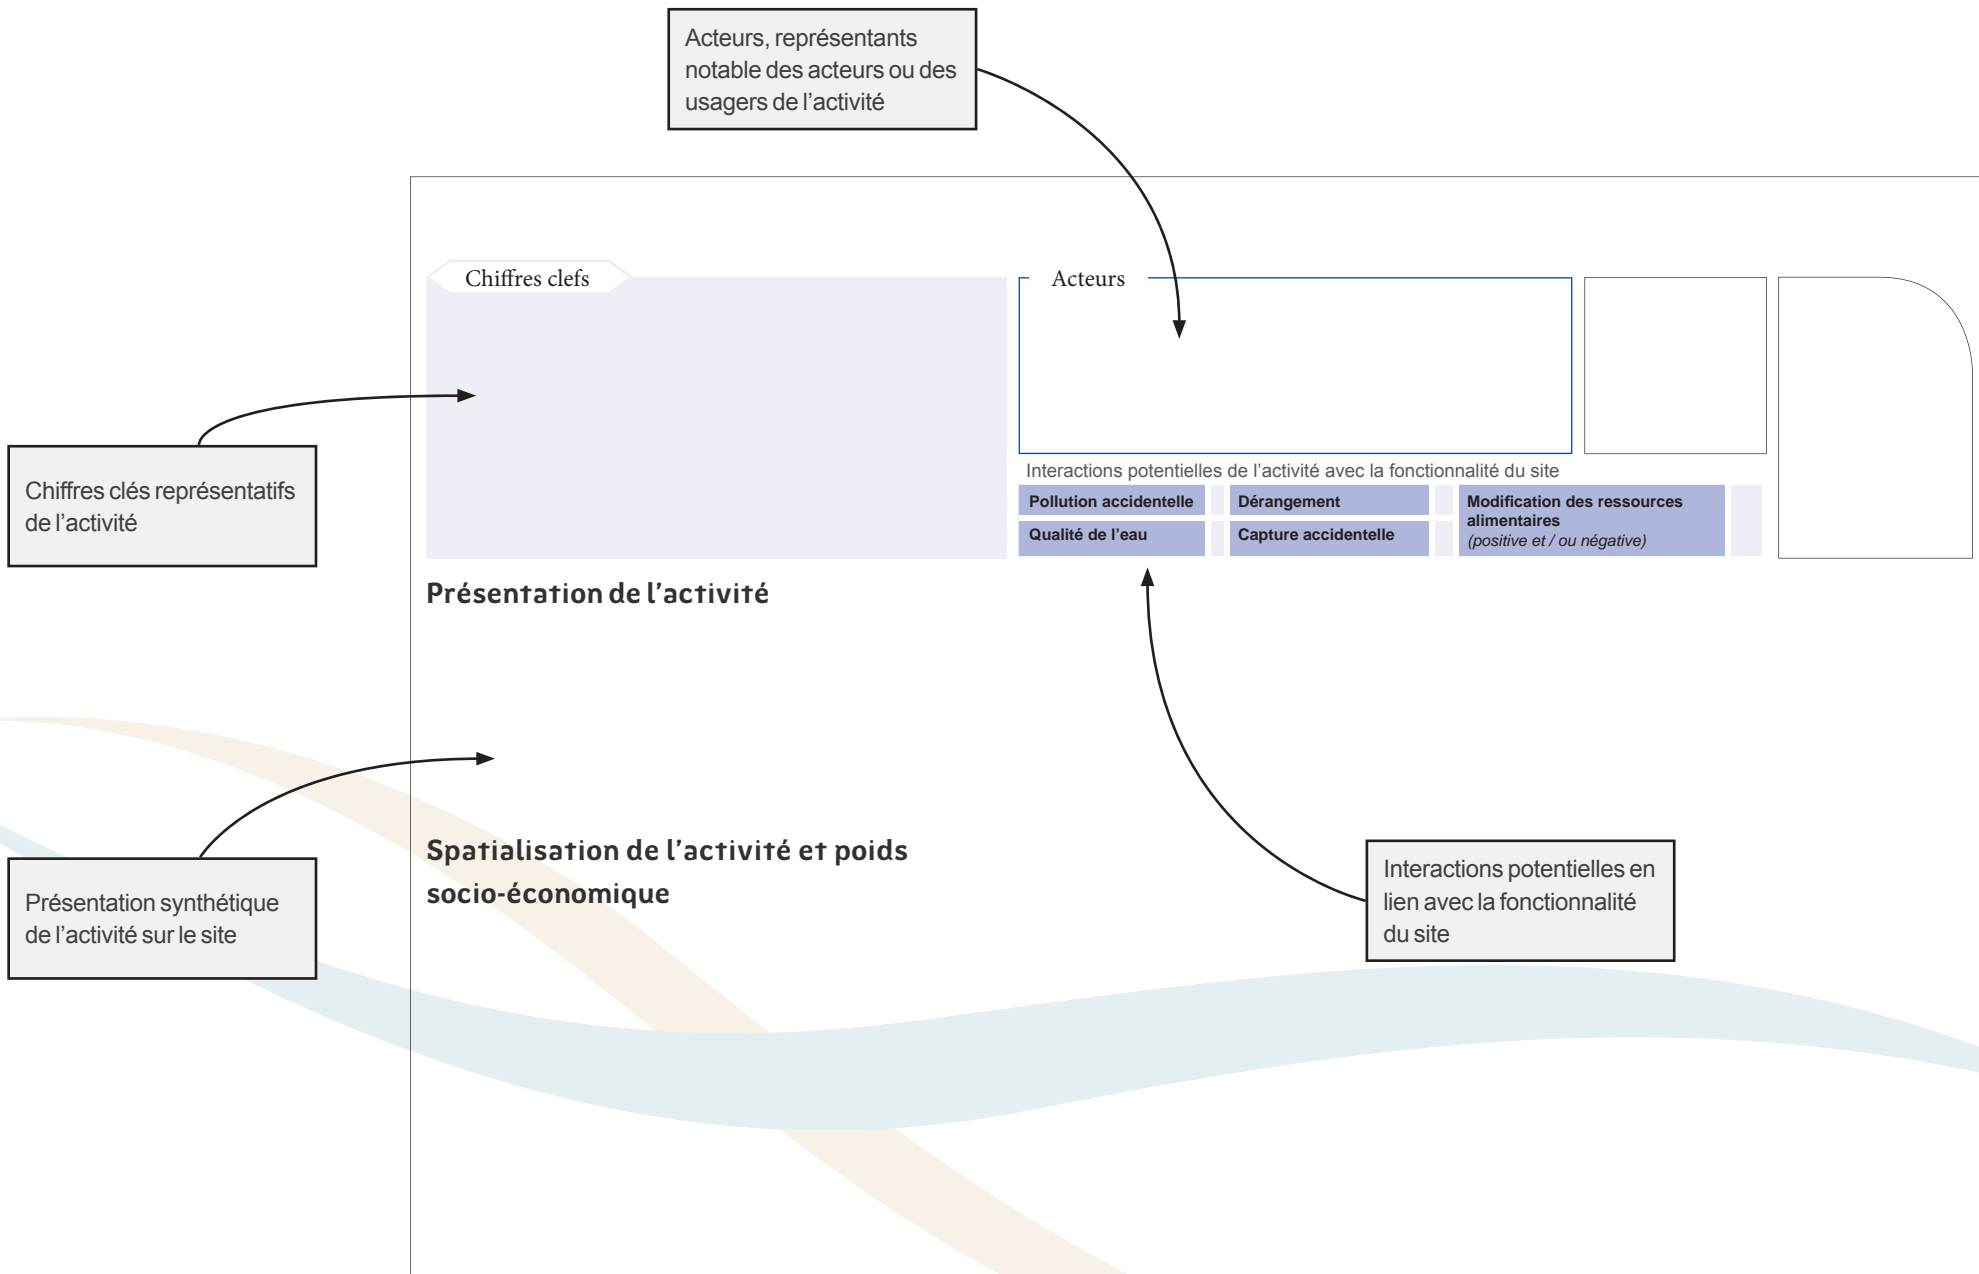 Acteurs, représentants
notable des acteurs ou des
usagers de l’activité
Chiffres clefs
Acteurs
Chiffres clés représentatifs
de l’activité
Interactions potentielles de l’activité avec la fonctionnalité du site
Pollution accidentelle
Dérangement
Modification des ressources
alimentaires
(positive et / ou négative)
Qualité de l’eau
Capture accidentelle
Présentation de l’activité
Spatialisation de l’activité et poids
socio-économique
Présentation synthétique
de l’activité sur le site
Interactions potentielles en
lien avec la fonctionnalité
du site